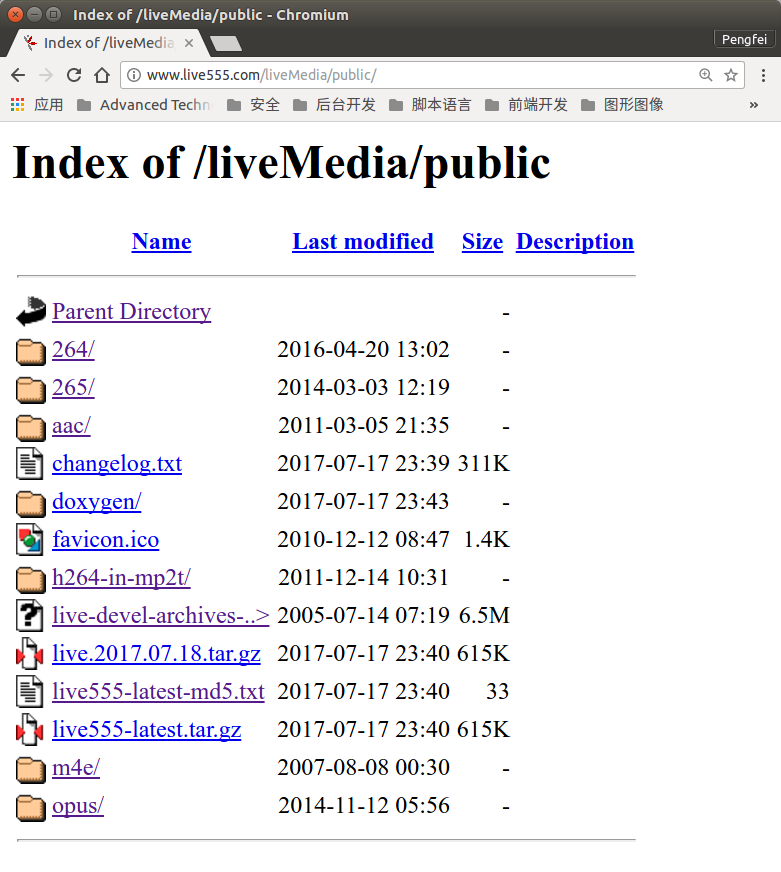 Index of /liveMedia/public - Chromium
Index of /liveMedia
Pengfei
www.live555.com/liveMedia/public/
应用 Advanced Techn 安全 后台开发 脚本语言 前端开发 图形图像 »
Index of /liveMedia/public
Name Last modified Size Description
Parent Directory -
264/ 2016-04-20 13:02 -
265/ 2014-03-03 12:19 -
aac/ 2011-03-05 21:35 -
changelog.txt 2017-07-17 23:39 311K
doxygen/ 2017-07-17 23:43 -
favicon.ico 2010-12-12 08:47 1.4K
h264-in-mp2t/ 2011-12-14 10:31 -
live-devel-archives-..> 2005-07-14 07:19 6.5M
live.2017.07.18.tar.gz 2017-07-17 23:40 615K
live555-latest-md5.txt 2017-07-17 23:40 33
live555-latest.tar.gz 2017-07-17 23:40 615K
m4e/ 2007-08-08 00:30 -
opus/ 2014-11-12 05:56 -